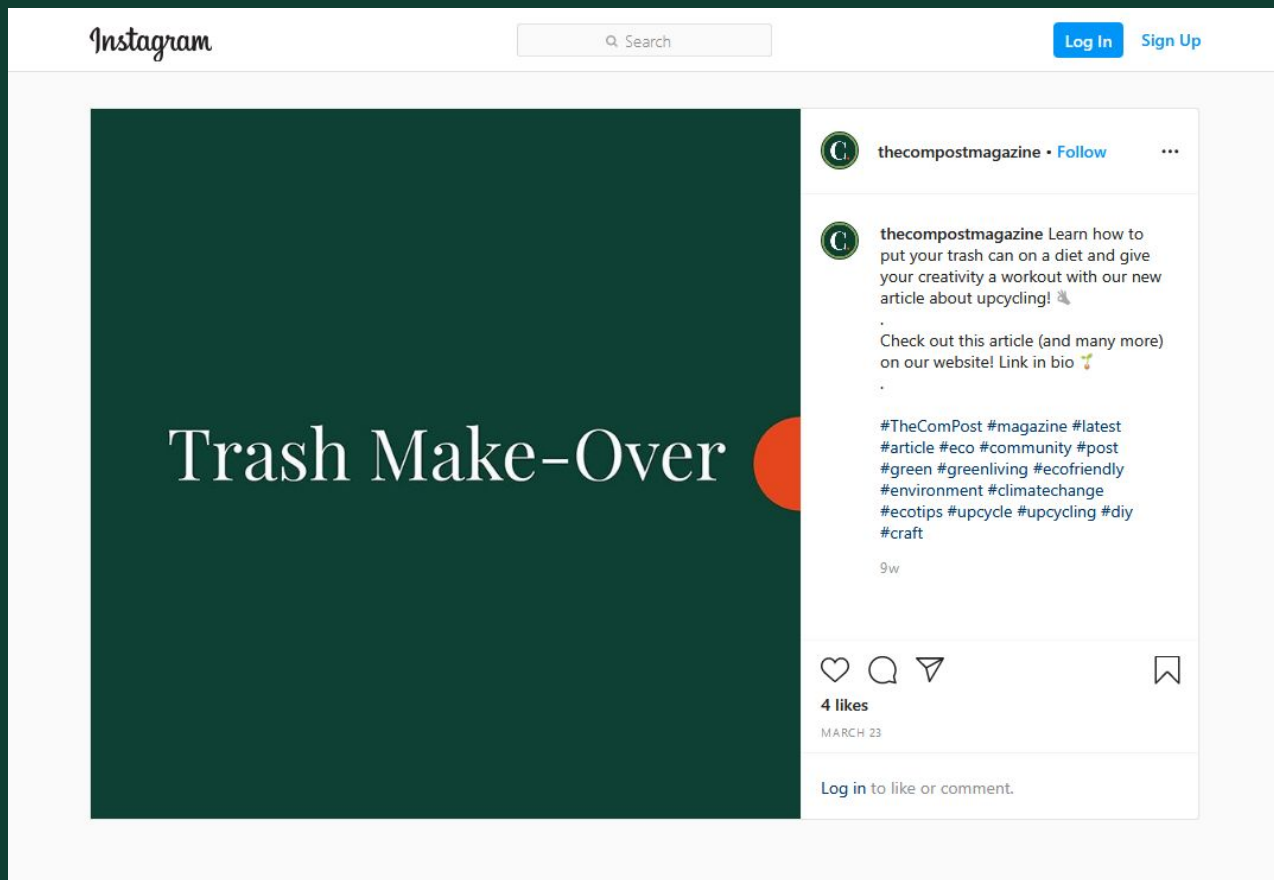 Instagram
Search
Log In
Sign Up
Trash Make-Over
C.
thecompostmagazine • Follow
C.
thecompostmagazine Learn how to
put your trash can on a diet and give
your creativity a workout with our new
article about upcycling!
.
Check out this article (and many more)
on our website! Link in bio 🌱
.
#TheComPost #magazine #latest
#article #eco #community #post
#green #greenliving #ecofriendly
#environment #climatechange
#ecotips #upcycle #upcycling #diy
#craft
9w
4 likes
MARCH 23
Log in to like or comment.